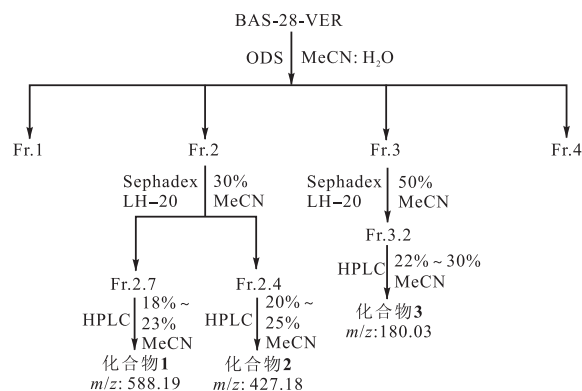 BAS-28-VER
ODS MeCN: H₂O
Fr.1 Fr.2 Fr.3 Fr.4
Sephadex 30% Sephadex 50%
LH-20 MeCN LH-20 MeCN
Fr.3.2
Fr.2.7 Fr.2.4 HPLC 22% ~ 30%
MeCN
18% ~ 20% ~
HPLC 23% HPLC 25%
MeCN MeCN
化合物3
m/z:180.03
化合物1 化合物2
m/z: 588.19 m/z: 427.18